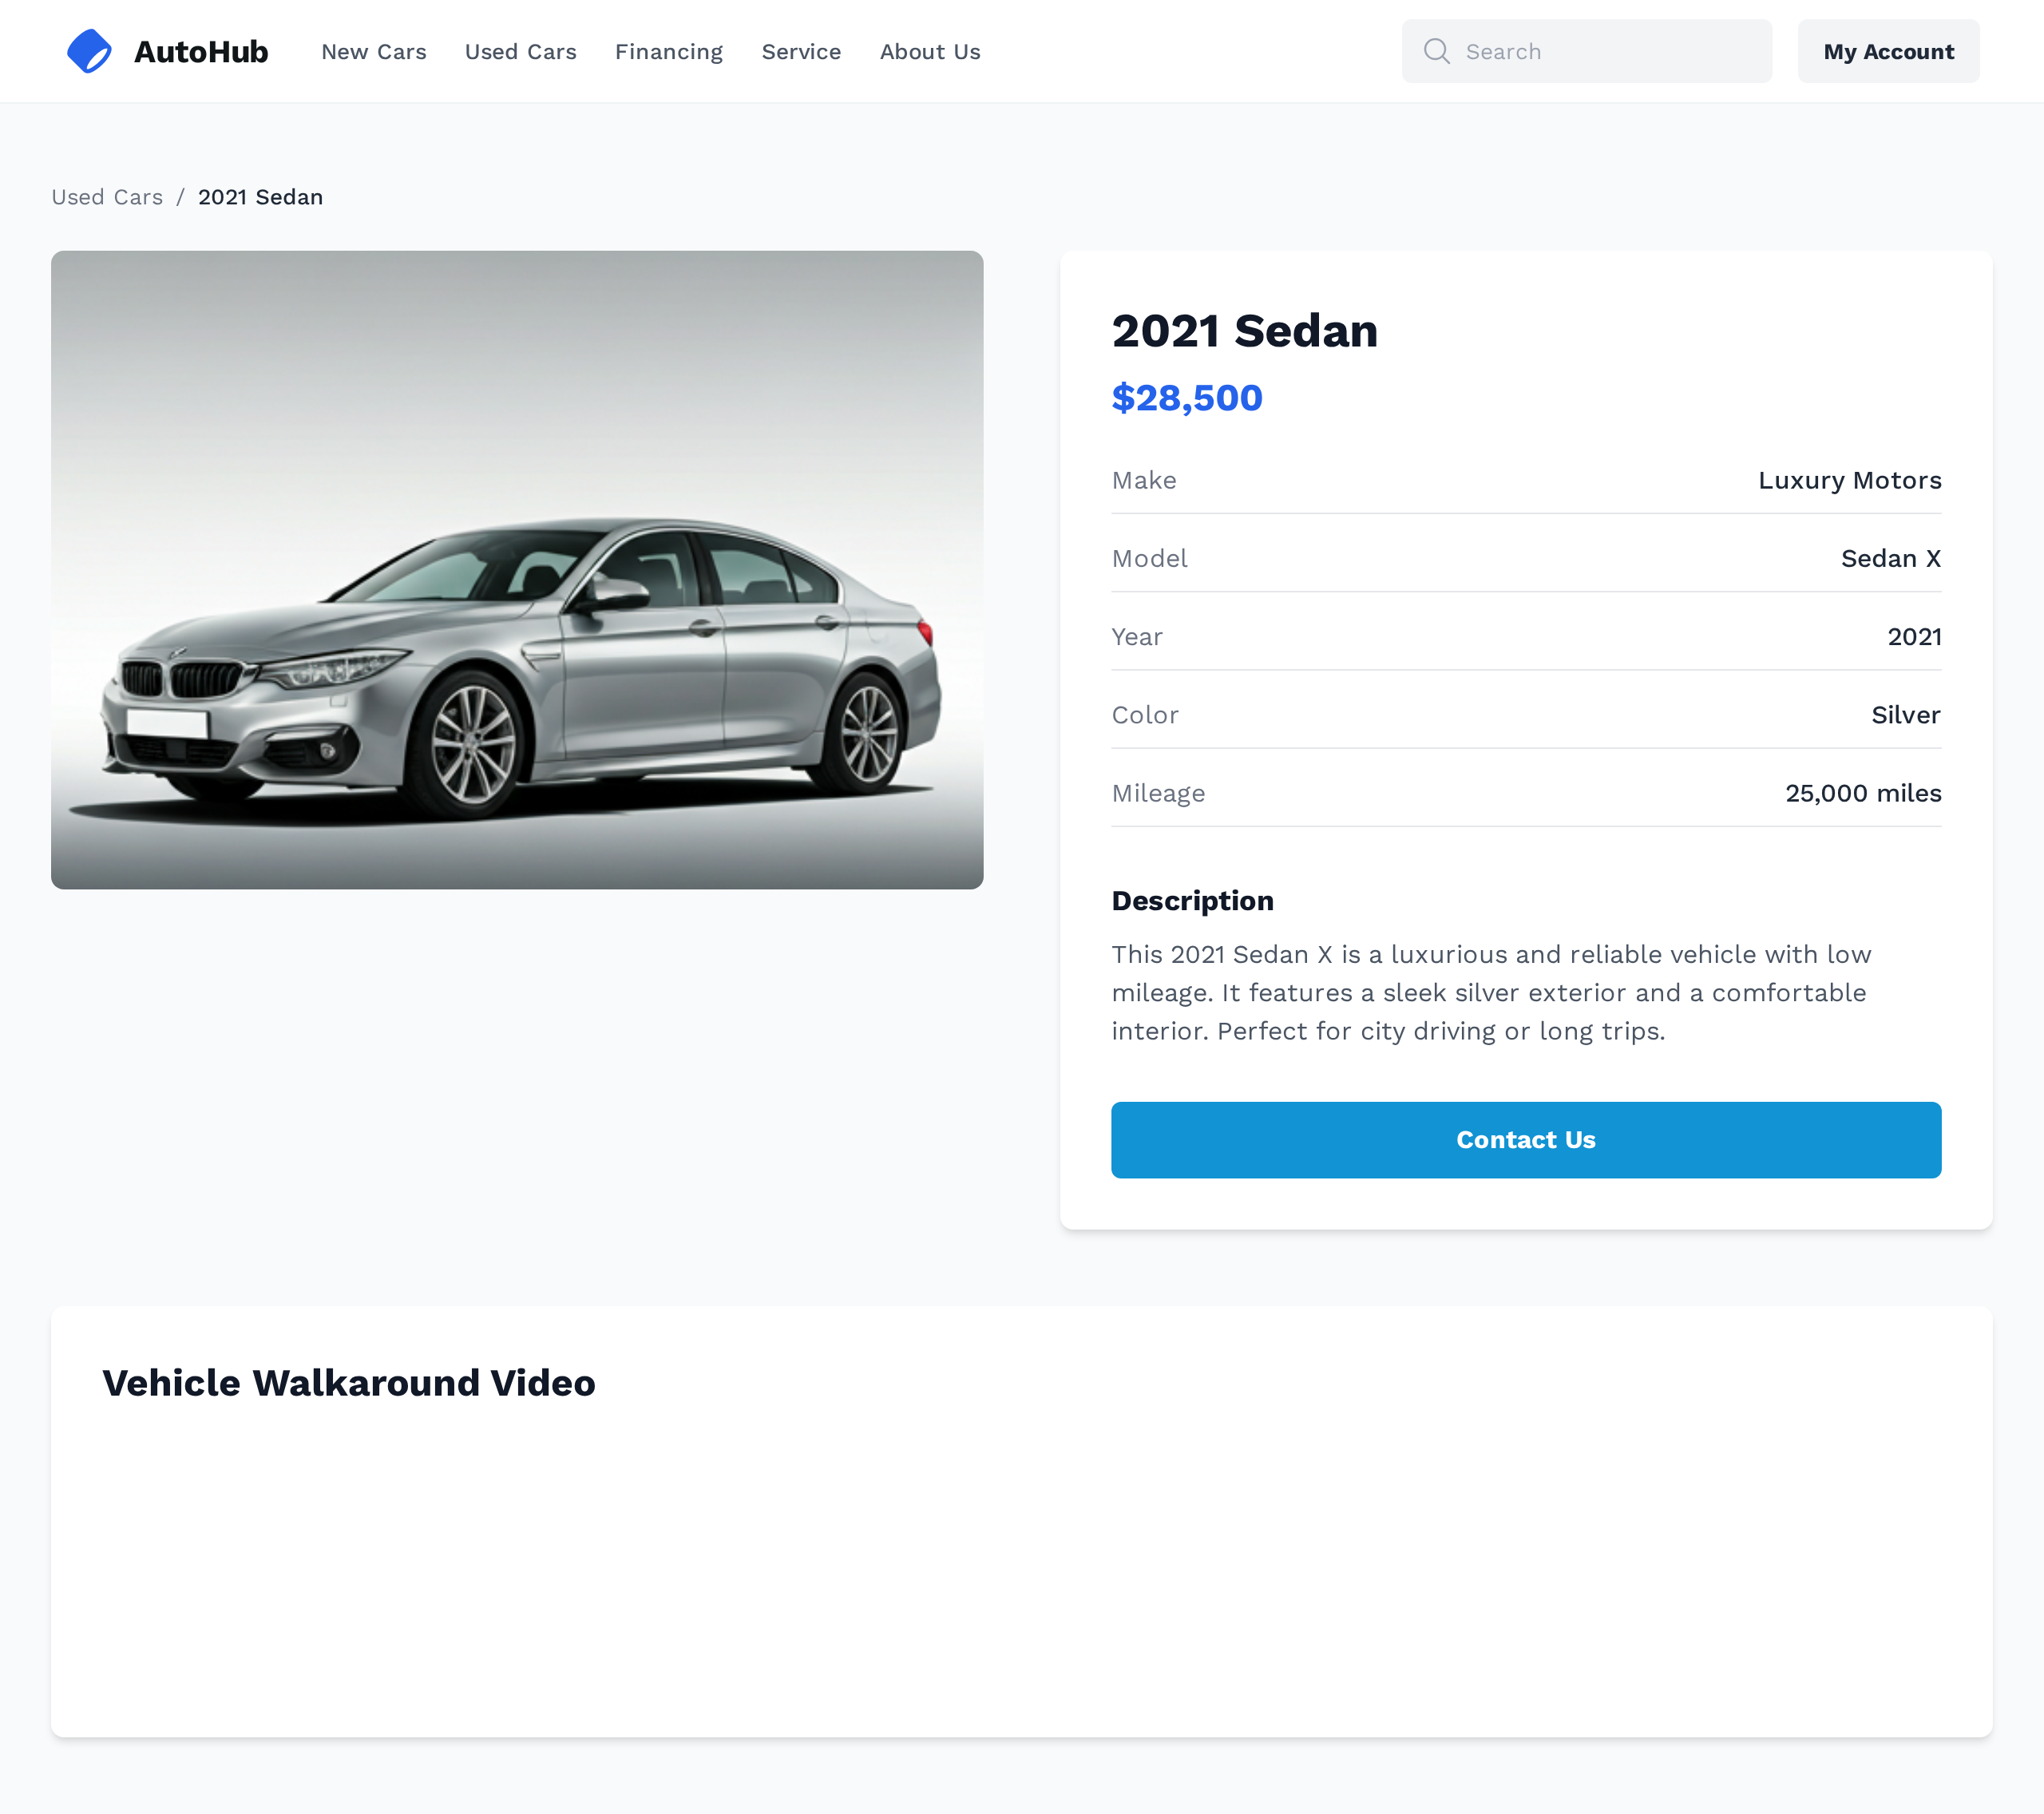 AutoHub
New Cars
Used Cars
Financing
Service
About Us
Search
My Account
Used Cars / 2021 Sedan
2021 Sedan
$28,500
Make Luxury Motors
Model Sedan X
Year 2021
Color Silver
Mileage 25,000 miles
Description
This 2021 Sedan X is a luxurious and reliable vehicle with low
mileage. It features a sleek silver exterior and a comfortable
interior. Perfect for city driving or long trips.
Contact Us
Vehicle Walkaround Video